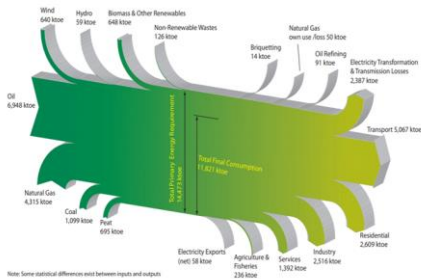 Wind
640 ktoe
Hydro
59 ktoe
Biomass & Other Renewables
648 ktoe
Non-Renewable Wastes
126 ktoe
Briquetting
14 ktoe
Natural Gas
own use /loss 50 ktoe
Oil Refining
91 ktoe
Electricity Transformation
& Transmission Losses
2,387 ktoe
Oil
6,948 ktoe
Total Primary Energy Requirement
14,473 ktoe
Total Final Consumption
11,821 ktoe
Transport 5,067 ktoe
Natural Gas
4,315 ktoe
Coal
1,099 ktoe
Peat
695 ktoe
Electricity Exports
(net) 58 ktoe
Agriculture &
Fisheries
236 ktoe
Services
1,392 ktoe
Industry
2,516 ktoe
Residential
2,609 ktoe
Note: Some statistical differences exist between inputs and outputs